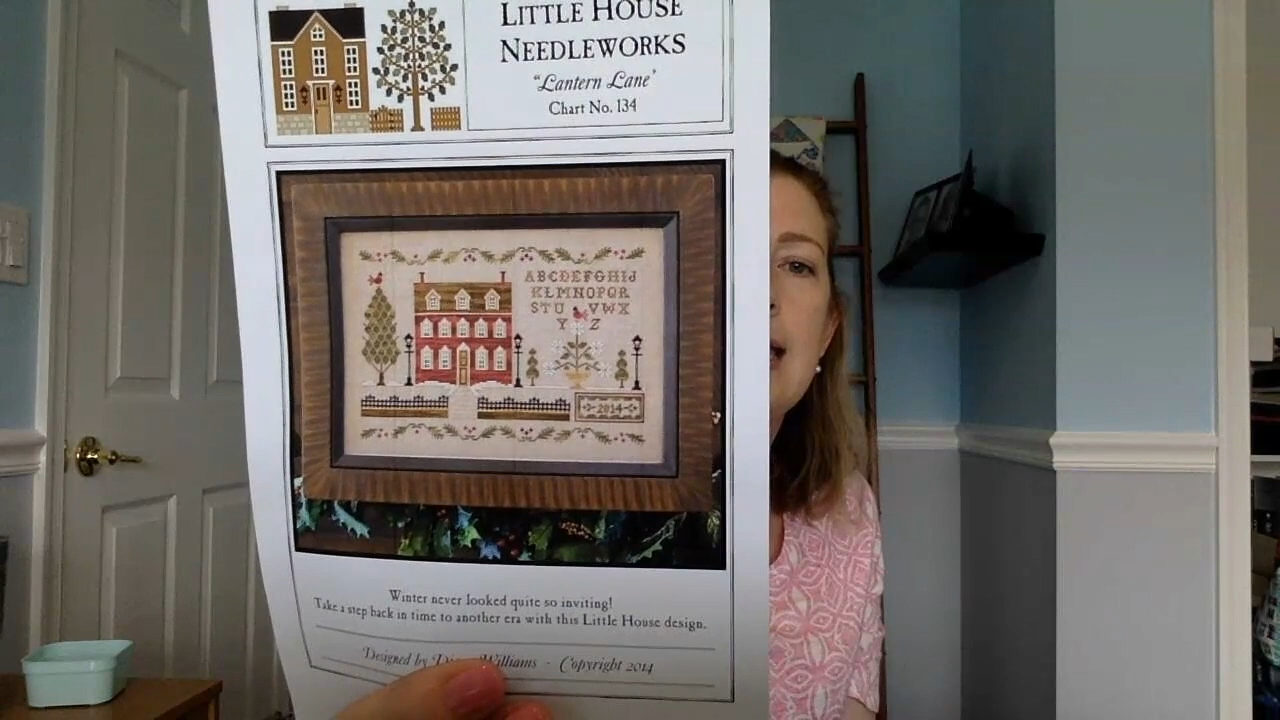 LITTLE HOUSE
NEEDLEWORKS
"Lantern Lane"
Chart No. 134
ABCDEFGHIJ
KLMNOPQR
STU VWX
Y Z
2014
Winter never looked quite so inviting!
Take a step back in time to another era with this Little House design.
Designed by Williams - Copyright 2014